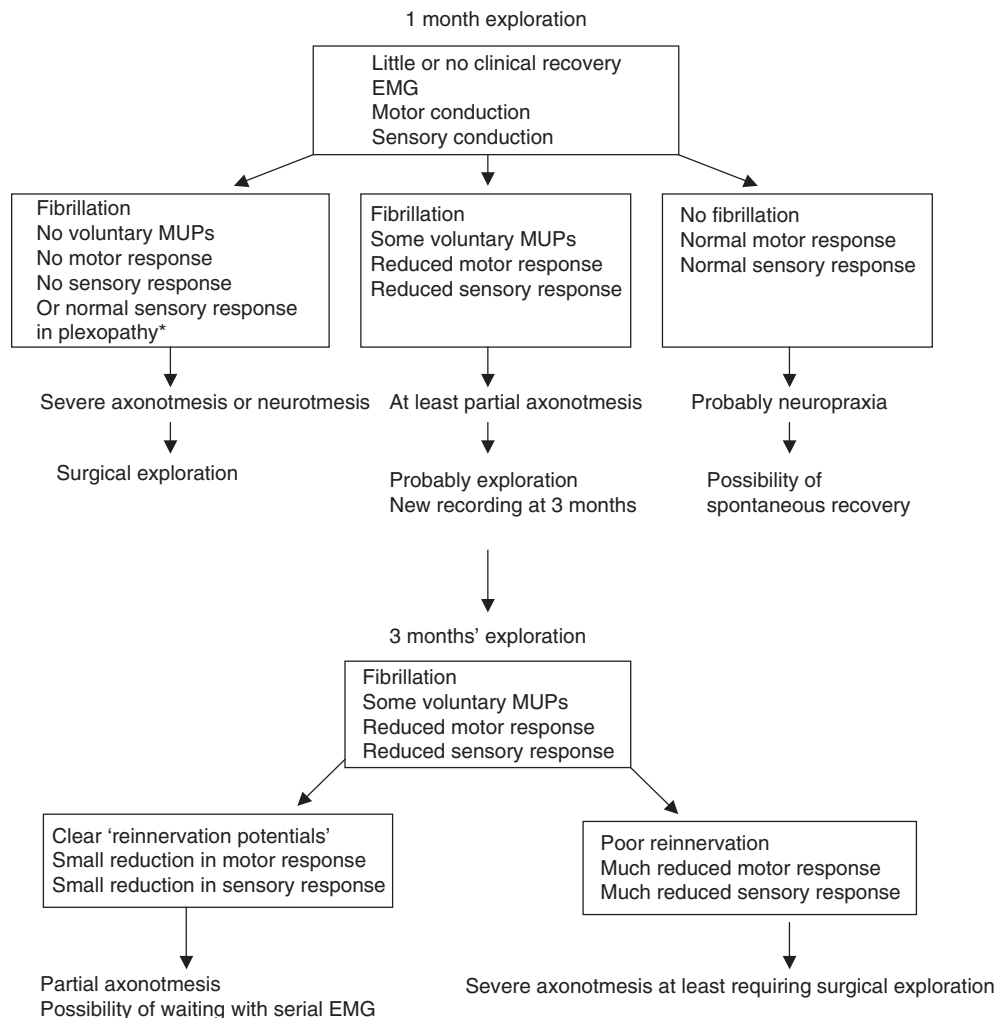 1 month exploration
Little or no clinical recovery
EMG
Motor conduction
Sensory conduction
Fibrillation
No voluntary MUPs
No motor response
No sensory response
Or normal sensory response
in plexopathy*
Fibrillation
Some voluntary MUPs
Reduced motor response
Reduced sensory response
No fibrillation
Normal motor response
Normal sensory response
Severe axonotmesis or neurotmesis
At least partial axonotmesis
Probably neuropraxia
Surgical exploration
Probably exploration
New recording at 3 months
Possibility of
spontaneous recovery
3 months’ exploration
Fibrillation
Some voluntary MUPs
Reduced motor response
Reduced sensory response
Clear ‘reinnervation potentials’
Small reduction in motor response
Small reduction in sensory response
Poor reinnervation
Much reduced motor response
Much reduced sensory response
Partial axonotmesis
Possibility of waiting with serial EMG
Severe axonotmesis at least requiring surgical exploration